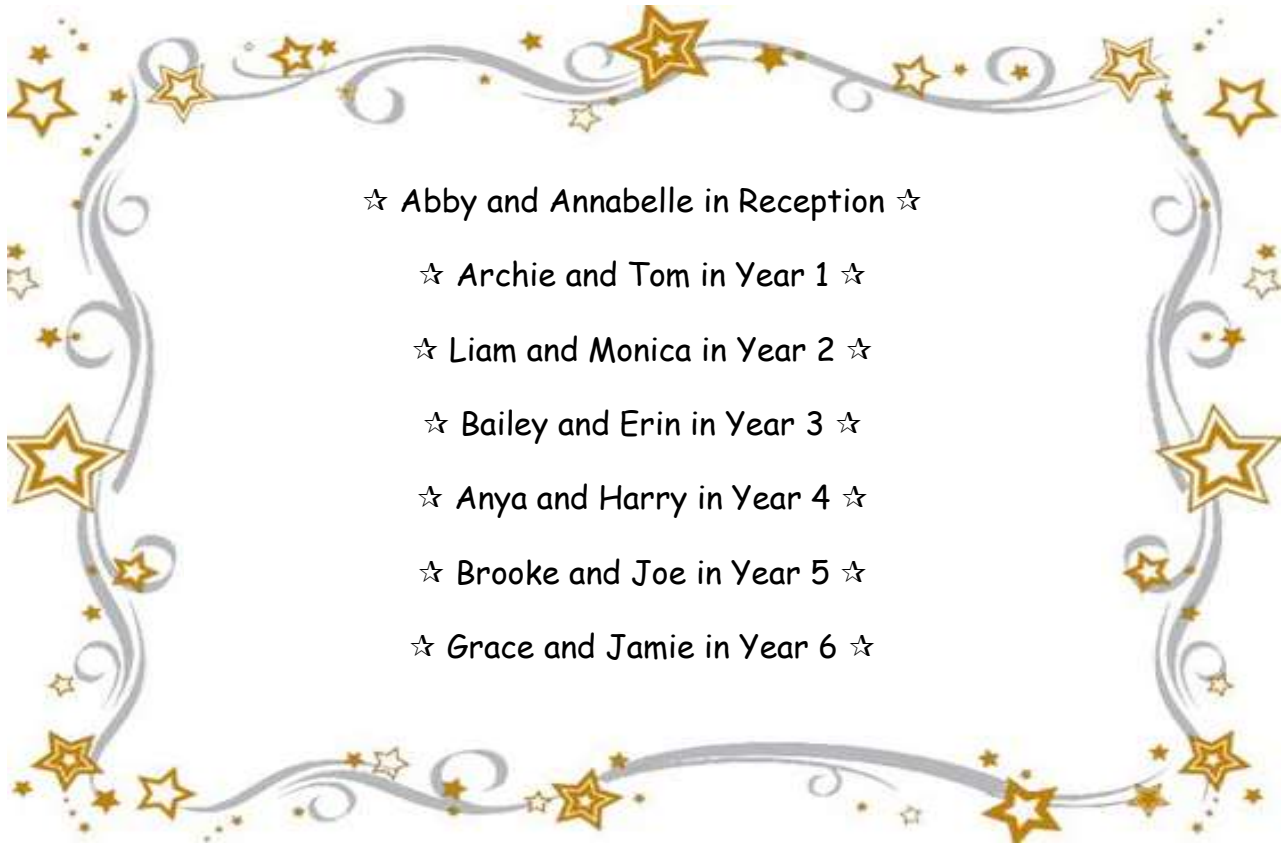 ☆ Abby and Annabelle in Reception ☆
☆ Archie and Tom in Year 1 ☆
☆ Liam and Monica in Year 2 ☆
☆ Bailey and Erin in Year 3 ☆
☆ Anya and Harry in Year 4 ☆
☆ Brooke and Joe in Year 5 ☆
☆ Grace and Jamie in Year 6 ☆